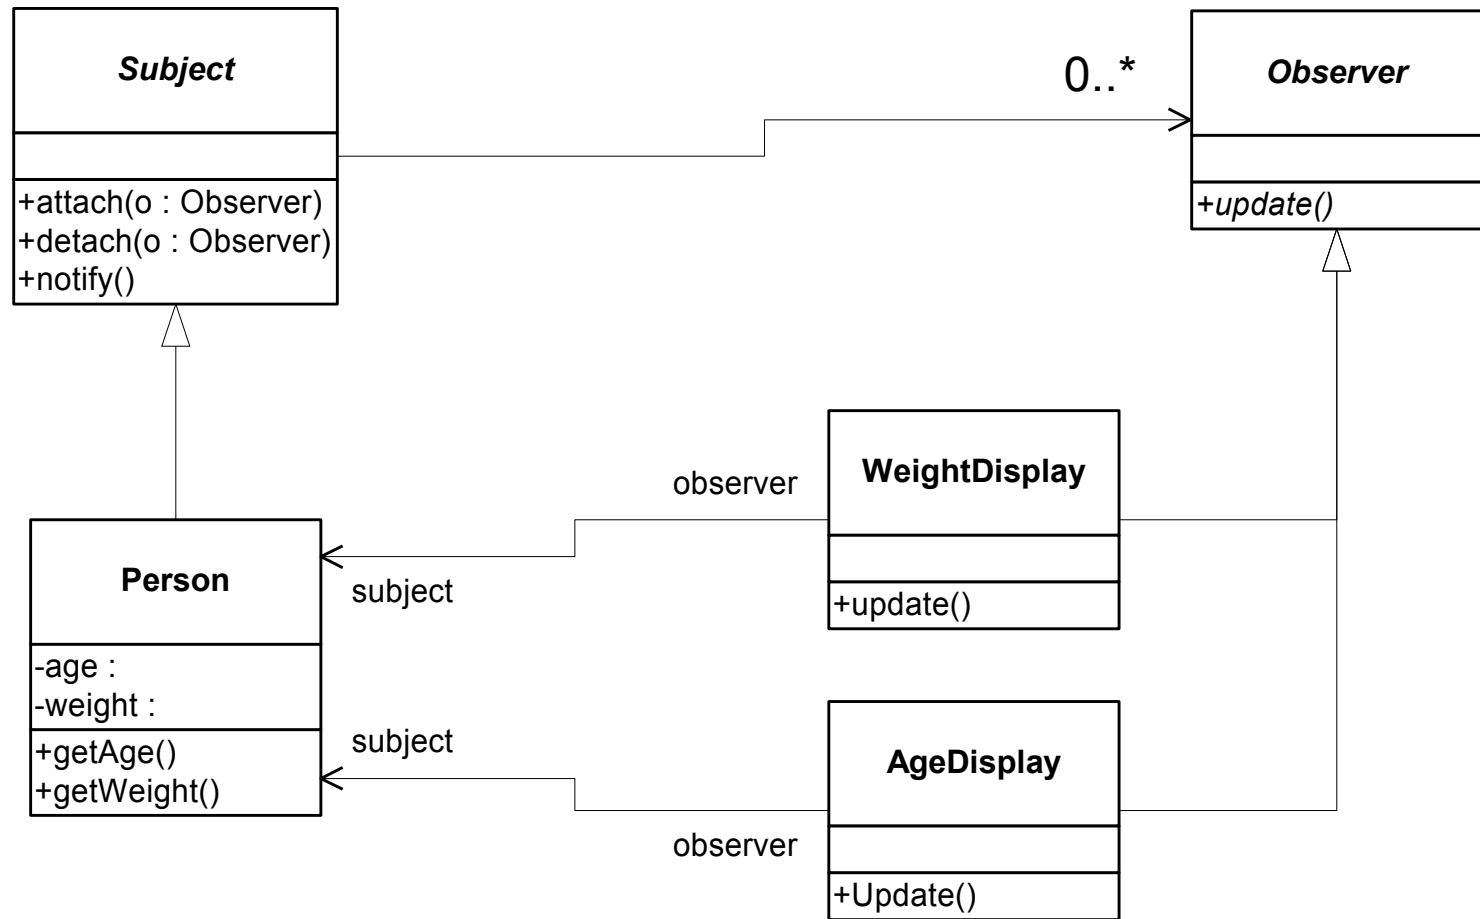 Subject
+attach(o : Observer)
+detach(o : Observer)
+notify()
0..*
Observer
+update()
Person
-age :
-weight :
+getAge()
+getWeight()
observer
subject
WeightDisplay
+update()
subject
observer
AgeDisplay
+Update()